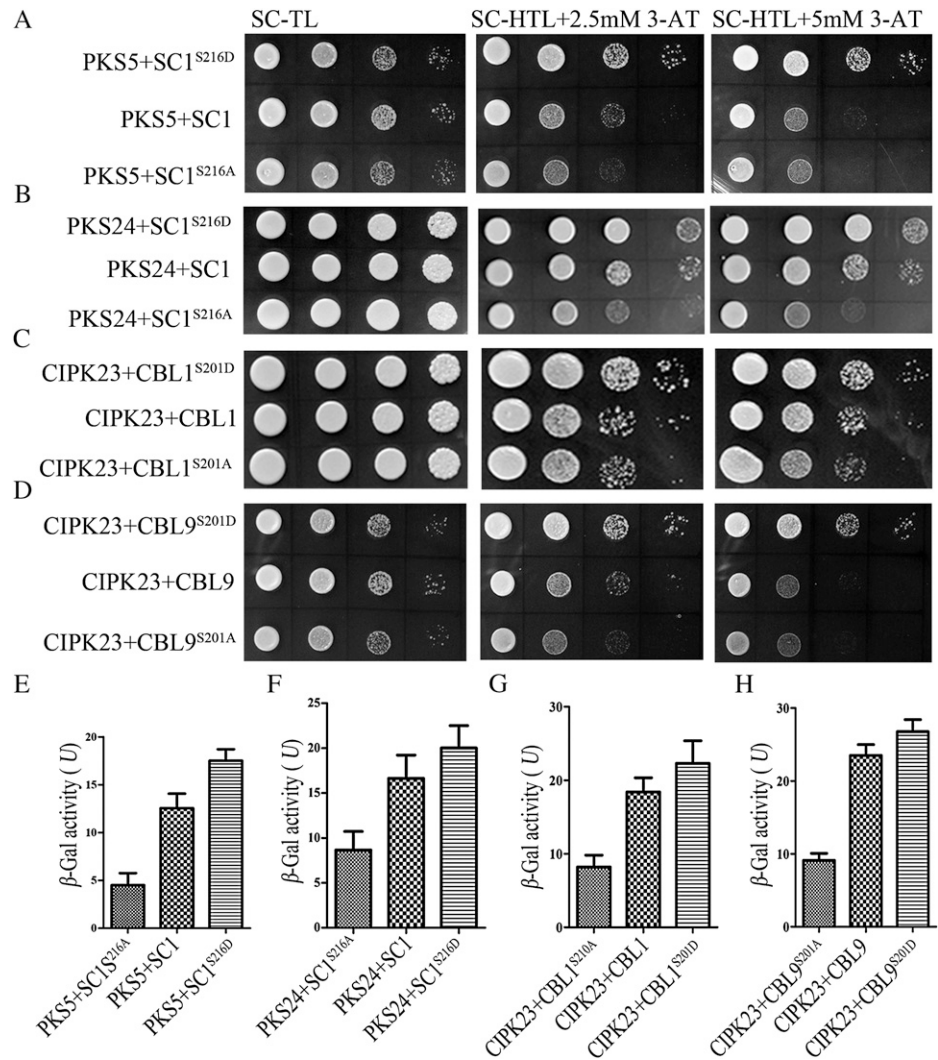 A SC-TL SC-HTL+2.5mM 3-AT SC-HTL+5mM 3-AT
PKS5+SC1S216D
PKS5+SC1
PKS5+SC1S216A
B
PKS24+SC1S216D
PKS24+SC1
PKS24+SC1S216A
C
CIPK23+CBL1S201D
CIPK23+CBL1
CIPK23+CBL1S201A
D
CIPK23+CBL9S201D
CIPK23+CBL9
CIPK23+CBL9S201A
E
β-Gal activity ( U)
20
15
10
5
0
PKS5+SC1S216A
PKS5+SC1
PKS5+SC1S216D
F
β-Gal activity ( U)
25
20
15
10
5
0
PKS24+SC1S216A
PKS24+SC1
PKS24+SC1S216D
G
β-Gal activity ( U)
30
20
10
0
CIPK23+CBL1S210A
CIPK23+CBL1
CIPK23+CBL1S201D
H
β-Gal activity ( U)
30
20
10
0
CIPK23+CBL9S201A
CIPK23+CBL9
CIPK23+CBL9S201D